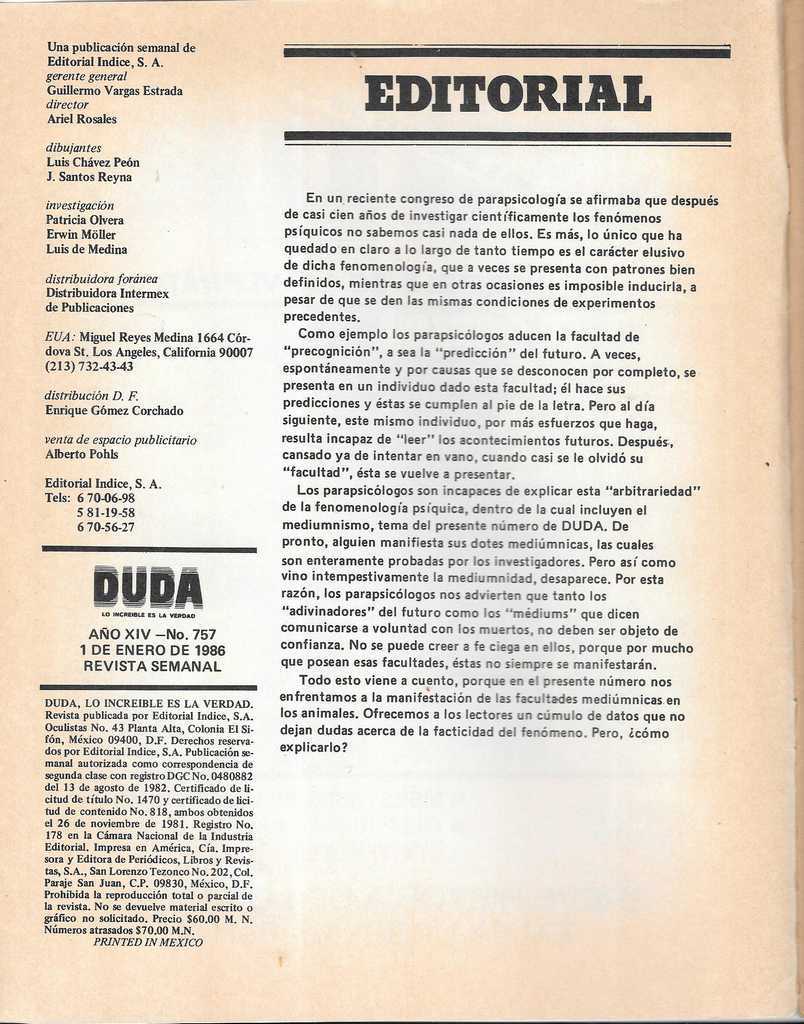 Una publicación semanal de
Editorial Indice, S. A.
gerente general
Guillermo Vargas Estrada
director
Ariel Rosales
dibujantes
Luis Chávez Peón
J. Santos Reyna
investigación
Patricia Olvera
Erwin Möller
Luis de Medina
distribuidora foránea
Distribuidora Intermex
de Publicaciones
EUA: Miguel Reyes Medina 1664 Cór-
dova St. Los Angeles, California 90007
(213) 732-43-43
distribución D. F.
Enrique Gómez Corchado
venta de espacio publicitario
Alberto Pohls
Editorial Indice, S. A.
Tels: 6 70-06-98
5 81-19-58
6 70-56-27
DUDA
LO INCREIBLE ES LA VERDAD
AÑO XIV —No. 757
1 DE ENERO DE 1986
REVISTA SEMANAL
DUDA, LO INCREIBLE ES LA VERDAD.
Revista publicada por Editorial Indice, S.A.
Oculistas No. 43 Planta Alta, Colonia El Si-
fón, México 09400, D.F. Derechos reserva-
dos por Editorial Indice, S.A. Publicación se-
manal autorizada como correspondencia de
segunda clase con registro DGC No. 0480882
del 13 de agosto de 1982. Certificado de li-
citud de título No. 1470 y certificado de lici-
tud de contenido No. 818, ambos obtenidos
el 26 de noviembre de 1981. Registro No.
178 en la Cámara Nacional de la Industria
Editorial. Impresa en América, Cía. Impre-
sora y Editora de Periódicos, Libros y Revis-
tas, S.A., San Lorenzo Tezonco No. 202, Col.
Paraje San Juan, C.P. 09830, México, D.F.
Prohibida la reproducción total o parcial de
la revista. No se devuelve material escrito o
gráfico no solicitado. Precio $60.00 M. N.
Números atrasados $70.00 M.N.
PRINTED IN MEXICO
EDITORIAL
En un reciente congreso de parapsicología se afirmaba que después
de casi cien años de investigar científicamente los fenómenos
psíquicos no sabemos casi nada de ellos. Es más, lo único que ha
quedado en claro a lo largo de tanto tiempo es el carácter elusivo
de dicha fenomenología, que a veces se presenta con patrones bien
definidos, mientras que en otras ocasiones es imposible inducirla, a
pesar de que se den las mismas condiciones de experimentos
precedentes.
Como ejemplo los parapsicólogos aducen la facultad de
"precognición", a sea la "predicción" del futuro. A veces,
espontáneamente y por causas que se desconocen por completo, se
presenta en un individuo dado esta facultad; él hace sus
predicciones y éstas se cumplen al pie de la letra. Pero al día
siguiente, este mismo individuo, por más esfuerzos que haga,
resulta incapaz de "leer" los acontecimientos futuros. Después,
cansado ya de intentar en vano, cuando casi se le olvidó su
"facultad", ésta se vuelve a presentar.
Los parapsicólogos son incapaces de explicar esta "arbitrariedad"
de la fenomenología psíquica, dentro de la cual incluyen el
mediumnismo, tema del presente número de DUDA. De
pronto, alguien manifiesta sus dotes mediúmnicas, las cuales
son enteramente probadas por los investigadores. Pero así como
vino intempestivamente la mediumnidad, desaparece. Por esta
razón, los parapsicólogos nos advierten que tanto los
"adivinadores" del futuro como los "médiums" que dicen
comunicarse a voluntad con los muertos, no deben ser objeto de
confianza. No se puede creer a fe ciega en ellos, porque por mucho
que posean esas facultades, éstas no siempre se manifestarán.
Todo esto viene a cuento, porque en el presente número nos
enfrentamos a la manifestación de las facultades mediúmnicas en
los animales. Ofrecemos a los lectores un cúmulo de datos que no
dejan dudas acerca de la facticidad del fenómeno. Pero, ¿cómo
explicarlo?